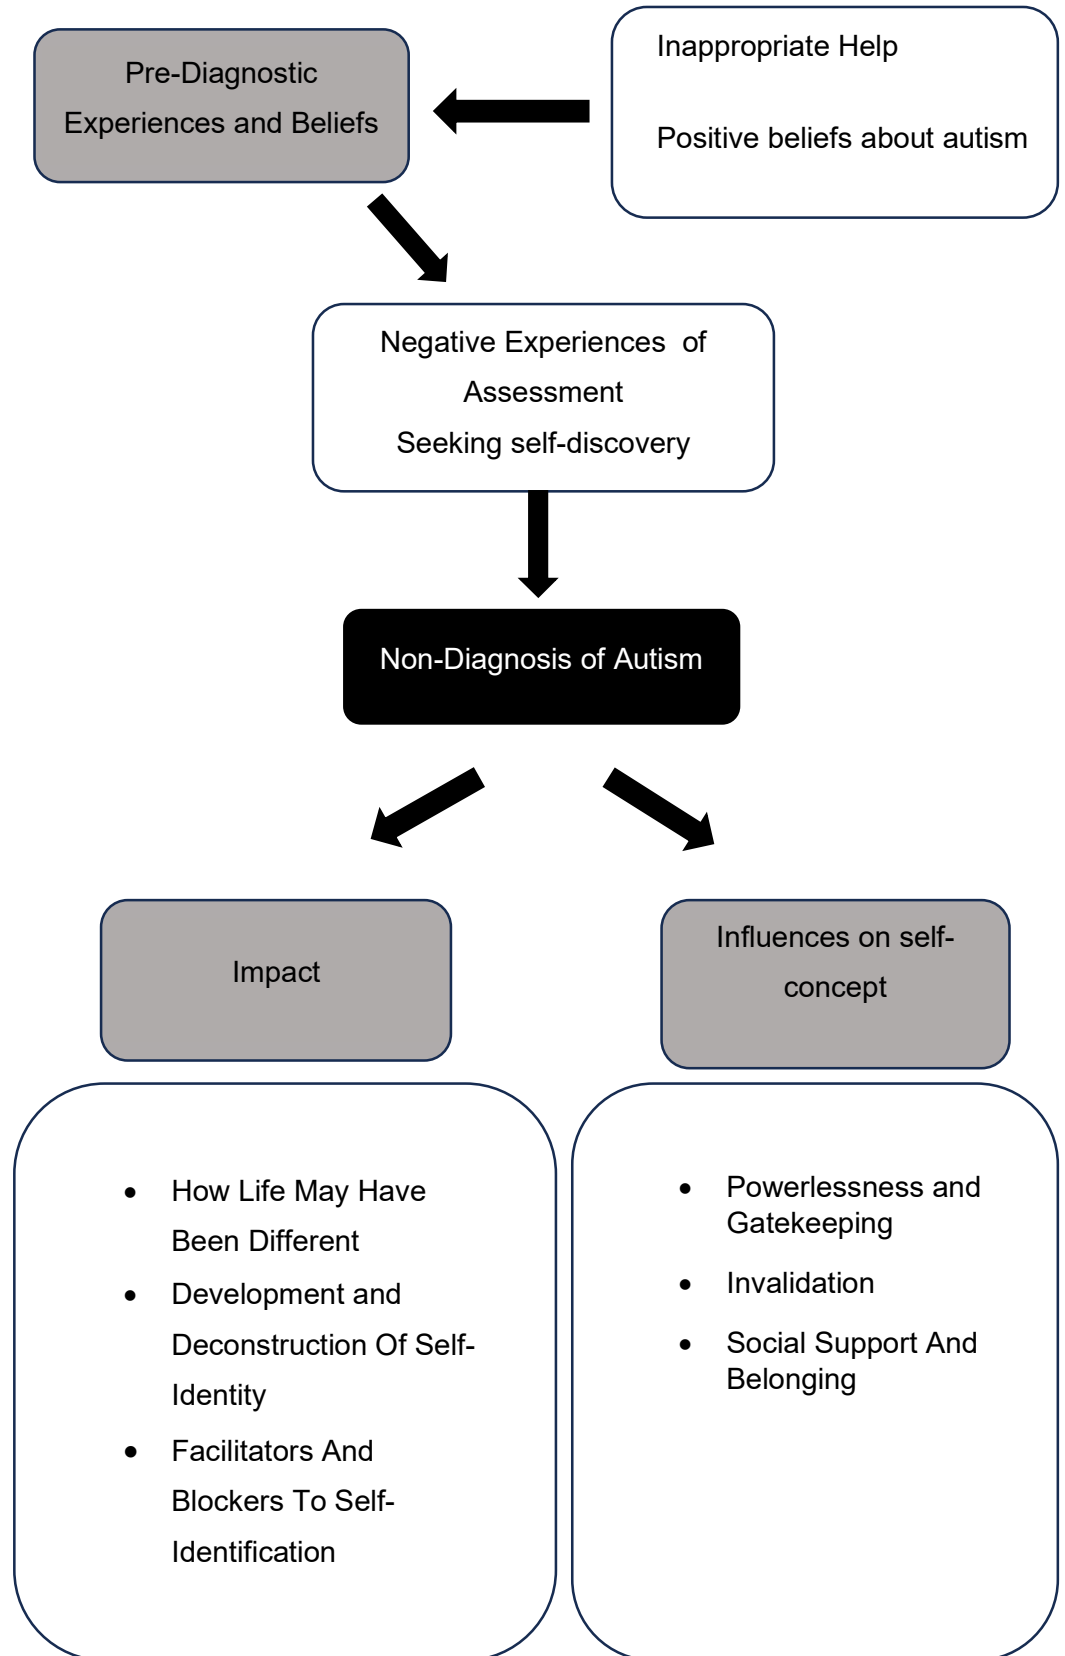 Pre-Diagnostic
Experiences and Beliefs
Inappropriate Help
Positive beliefs about autism
Negative Experiences  of
Assessment
Seeking self-discovery
Non-Diagnosis of Autism
Impact
Influences on self-
concept
• How Life May Have
Been Different
• Development and
Deconstruction Of Self-
Identity
• Facilitators And
Blockers To Self-
Identification
• Powerlessness and
Gatekeeping
• Invalidation
• Social Support And
Belonging